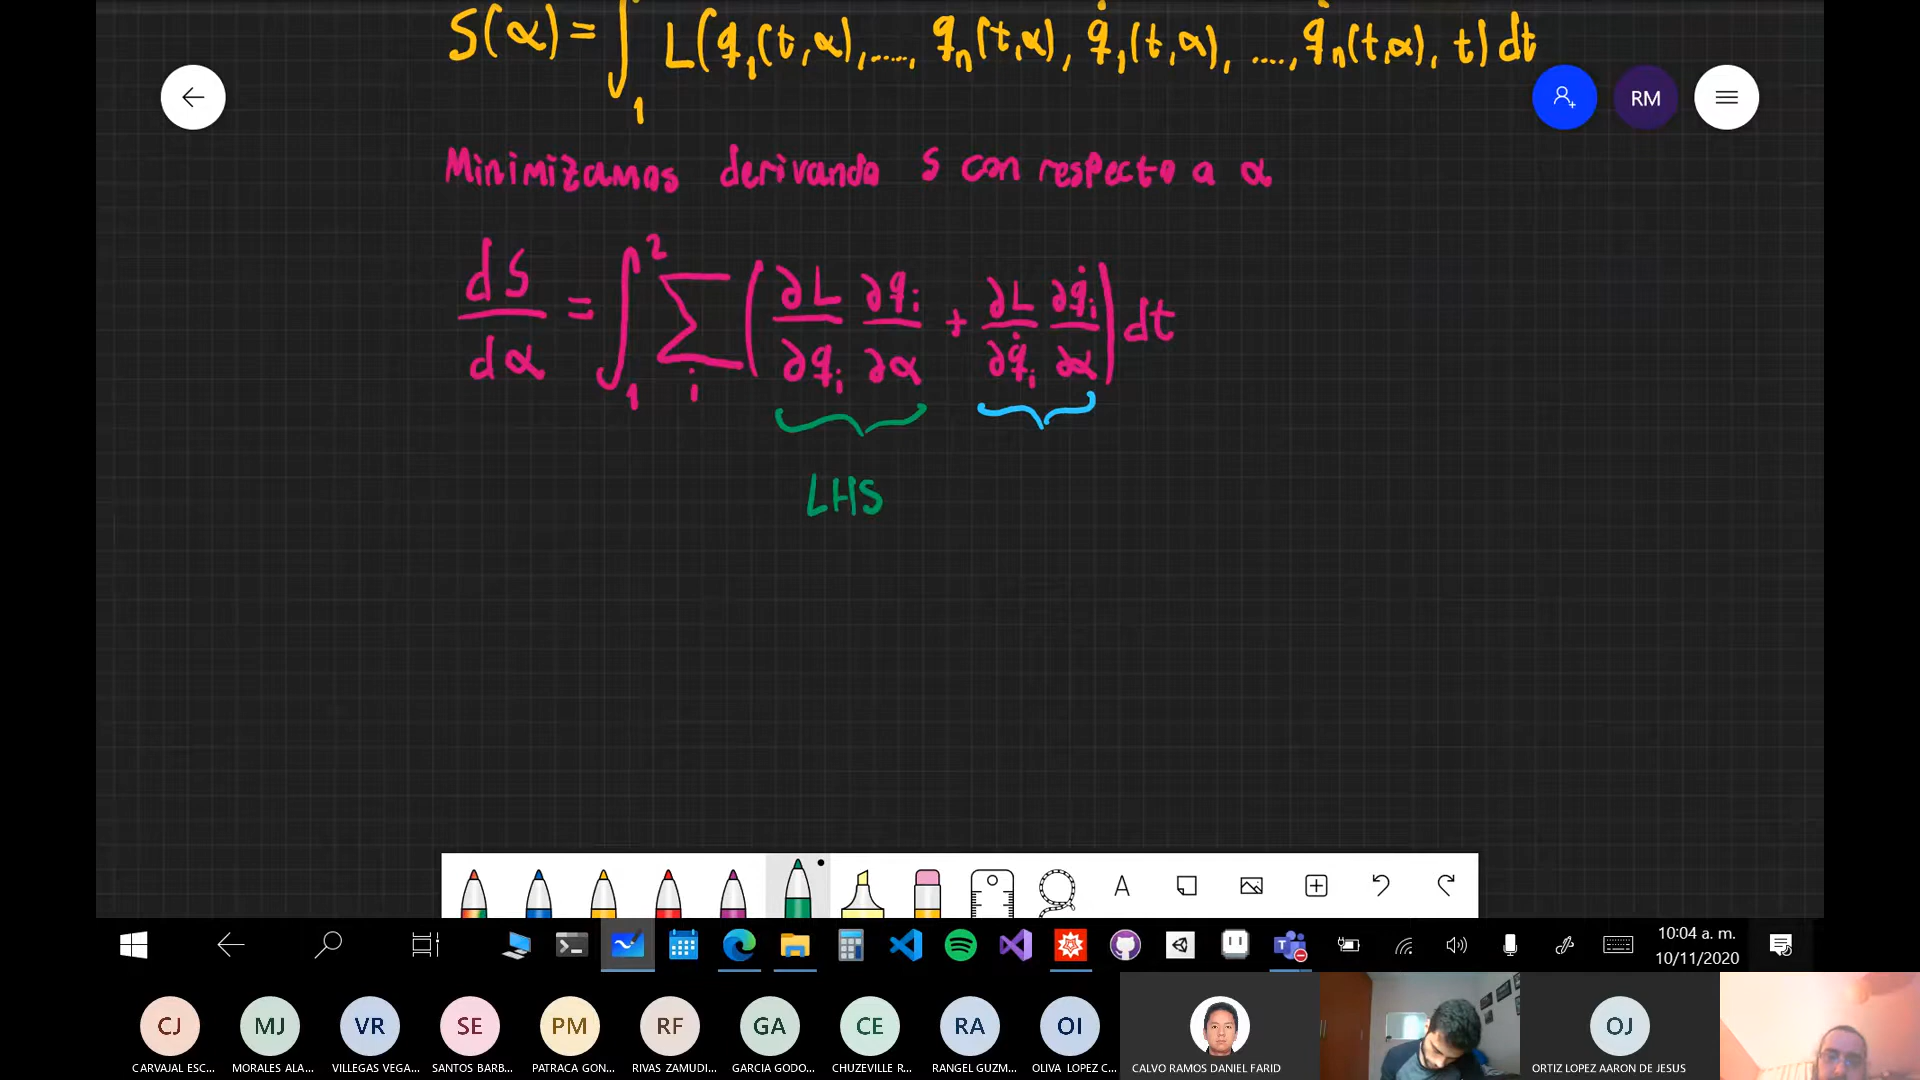 S(α) = ∫₁ L(q₁(t,α),....., qₙ(t,α), q̇₁(t,α), ...., q̇ₙ(t,α), t) dt
RM
Minimizamos derivando S con respecto a α
dS/dα = ∫₁² Σᵢ (∂L/∂qᵢ ∂qᵢ/∂α + ∂L/∂q̇ᵢ ∂q̇ᵢ/∂α) dt
LHS
A
10:04 a. m.
10/11/2020
CJ MJ VR SE PM RF GA CE RA OI OJ
CARVAJAL ESC... MORALES ALA... VILLEGAS VEGA... SANTOS BARB... PATRACA GON... RIVAS ZAMUDI... GARCIA GODO... CHUZEVILLE R... RANGEL GUZM... OLIVA LOPEZ C... CALVO RAMOS DANIEL FARID ORTIZ LOPEZ AARON DE JESUS